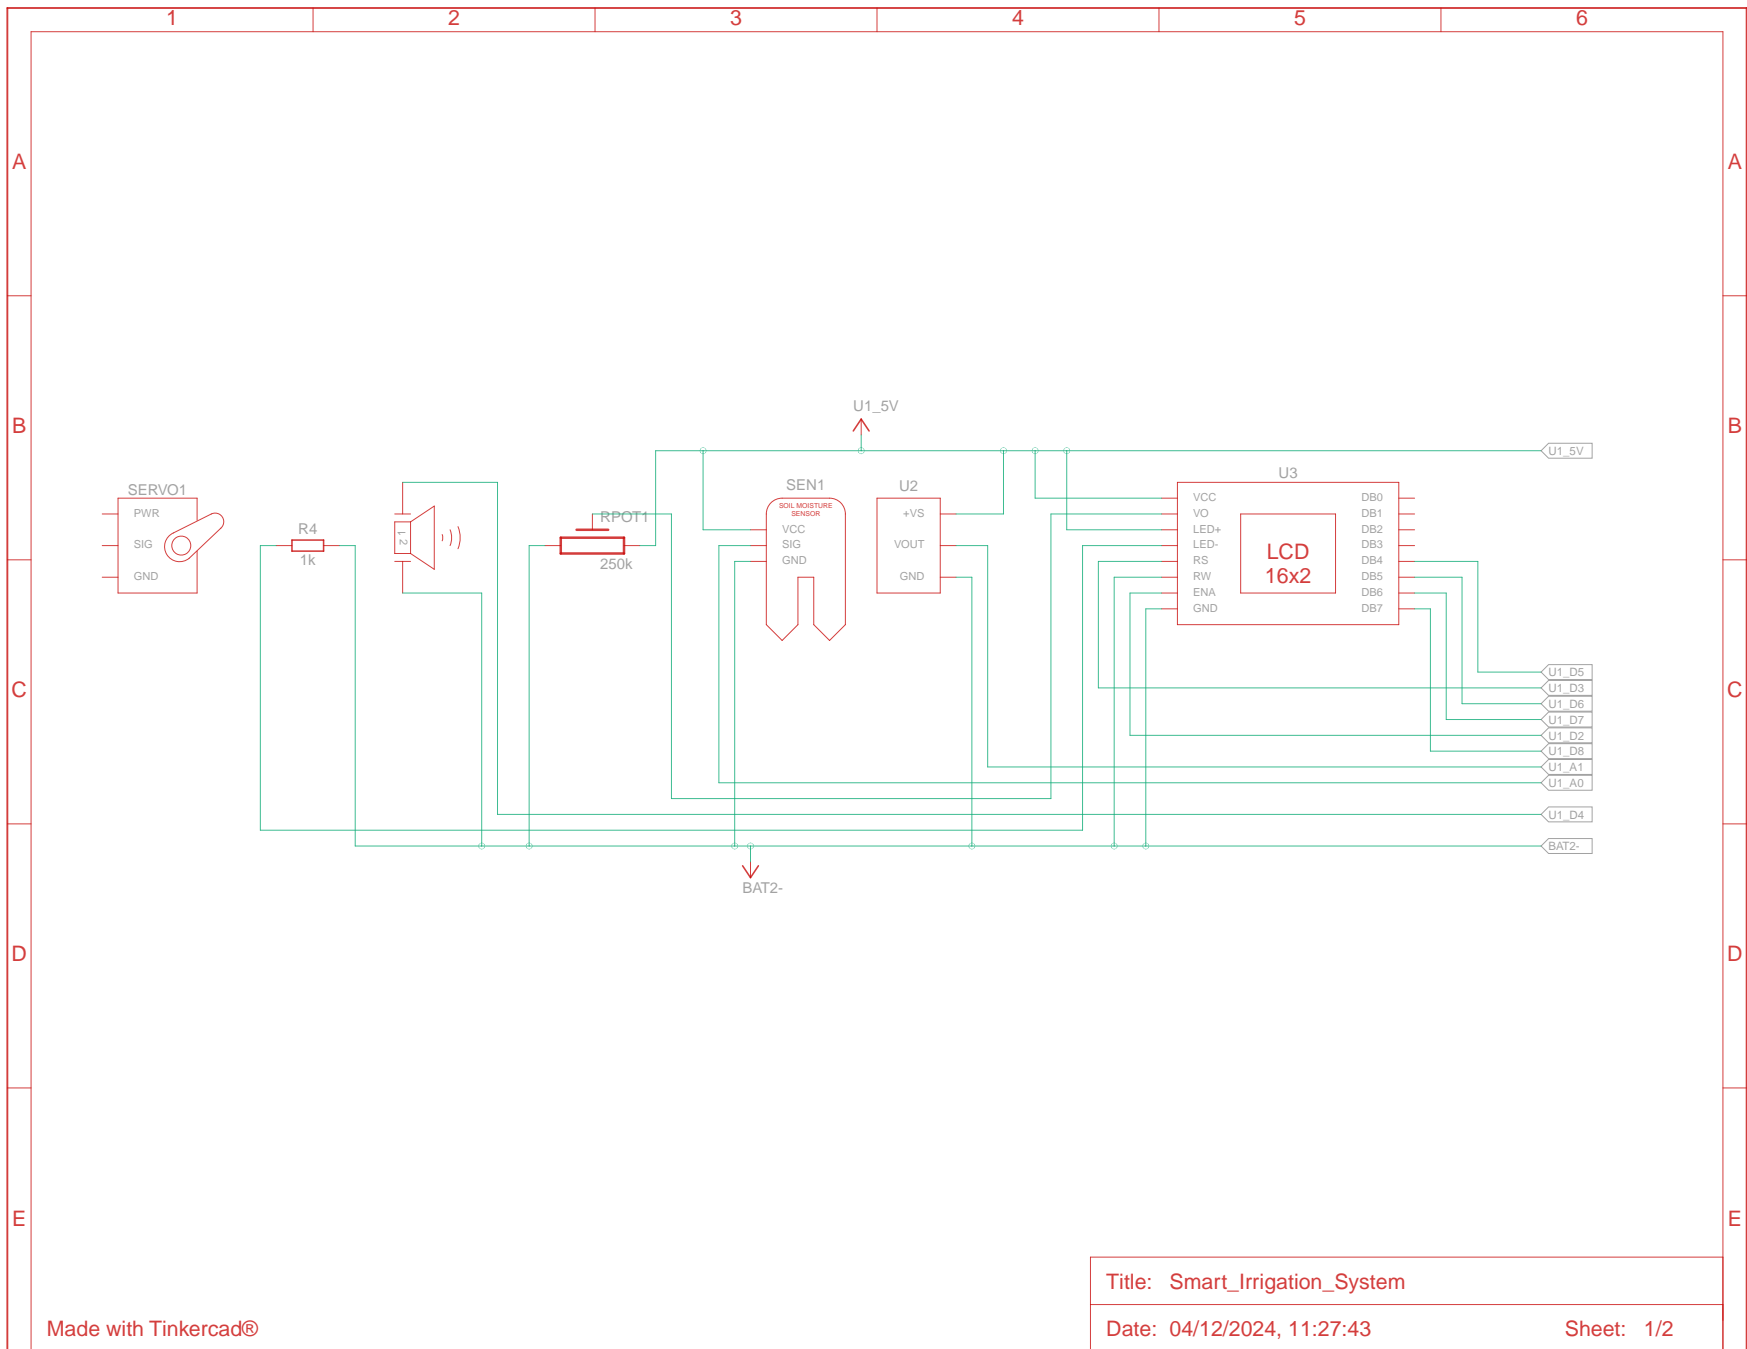 1 2 3 4 5 6
A A
B B
C C
D D
E E
U1_5V
U1_5V
SERVO1
PWR
SIG
GND
R4
1k
1 2
RPOT1
250k
SEN1
SOIL MOISTURE
SENSOR
VCC
SIG
GND
U2
+VS
VOUT
GND
U3
VCC DB0
VO DB1
LED+ DB2
LED- DB3
RS DB4
RW DB5
ENA DB6
GND DB7
LCD
16x2
U1_D5
U1_D3
U1_D6
U1_D7
U1_D2
U1_D8
U1_A1
U1_A0
U1_D4
BAT2-
BAT2-
Title: Smart_Irrigation_System
Date: 04/12/2024, 11:27:43 Sheet: 1/2
Made with Tinkercad®